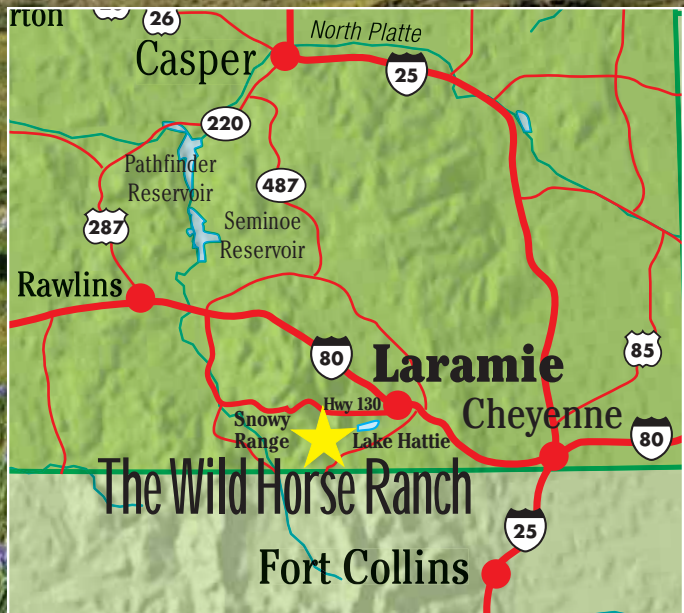 rton
26
Casper
North Platte
25
220
Pathfinder
Reservoir
487
Seminoe
Reservoir
287
Rawlins
80
Laramie
85
Hwy 130
Cheyenne
Snowy
Range
Lake Hattie
80
The Wild Horse Ranch
25
Fort Collins